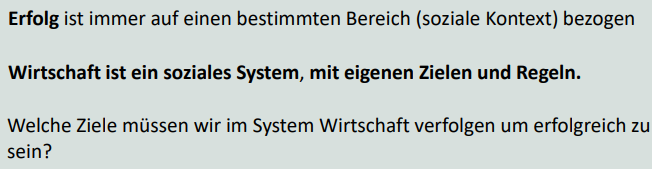 Erfolg ist immer auf einen bestimmten Bereich (soziale Kontext) bezogen
Wirtschaft ist ein soziales System, mit eigenen Zielen und Regeln.
Welche Ziele müssen wir im System Wirtschaft verfolgen um erfolgreich zu
sein?